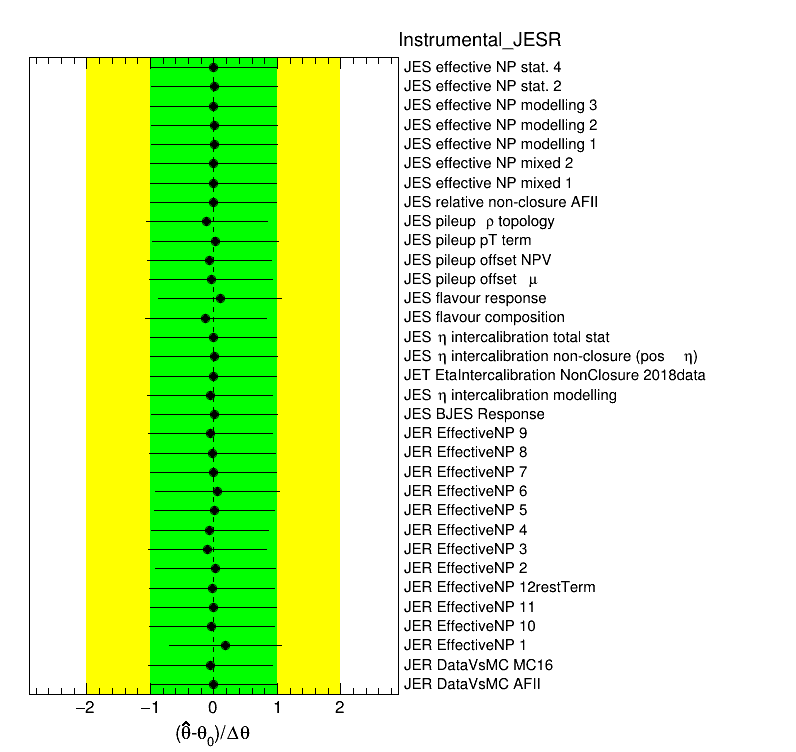 Instrumental_JESR
JES effective NP stat. 4
JES effective NP stat. 2
JES effective NP modelling 3
JES effective NP modelling 2
JES effective NP modelling 1
JES effective NP mixed 2
JES effective NP mixed 1
JES relative non-closure AFII
JES pileup ρ topology
JES pileup pT term
JES pileup offset NPV
JES pileup offset μ
JES flavour response
JES flavour composition
JES η intercalibration total stat
JES η intercalibration non-closure (pos η)
JET EtaIntercalibration NonClosure 2018data
JES η intercalibration modelling
JES BJES Response
JER EffectiveNP 9
JER EffectiveNP 8
JER EffectiveNP 7
JER EffectiveNP 6
JER EffectiveNP 5
JER EffectiveNP 4
JER EffectiveNP 3
JER EffectiveNP 2
JER EffectiveNP 12restTerm
JER EffectiveNP 11
JER EffectiveNP 10
JER EffectiveNP 1
JER DataVsMC MC16
JER DataVsMC AFII
−2 −1 0 1 2
(θ̂-θ₀)/Δθ